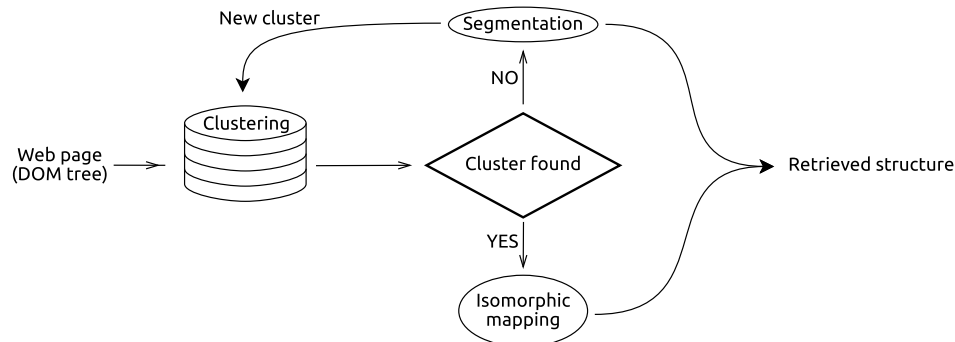 New cluster
Segmentation
NO
Clustering
Web page
(DOM tree)
Cluster found
Retrieved structure
YES
Isomorphic
mapping